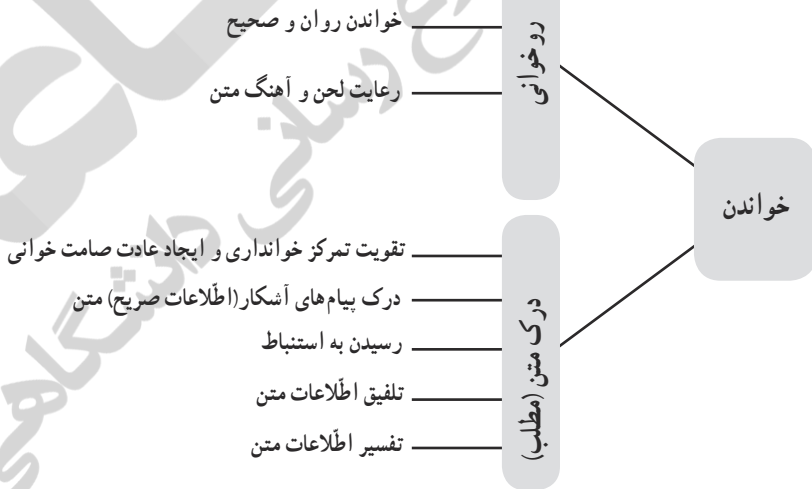 خواندن
روخوانی
خواندن روان و صحیح
رعایت لحن و آهنگ متن
درک متن (مطلب)
تقویت تمرکز خوانداری و ایجاد عادت صامت خوانی
درک پیام‌های آشکار(اطّلاعات صریح) متن
رسیدن به استنباط
تلفیق اطّلاعات متن
تفسیر اطّلاعات متن